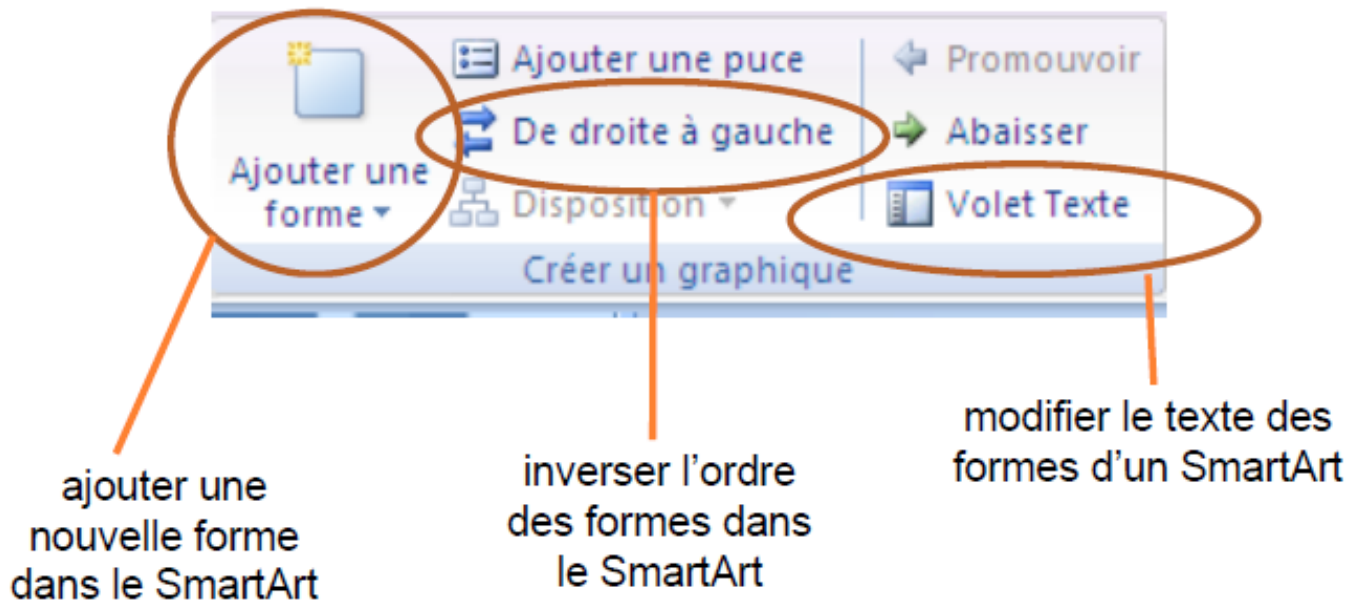 Ajouter une puce
Promouvoir
De droite à gauche
Abaisser
Ajouter une
forme
Disposition
Volet Texte
Créer un graphique
ajouter une
nouvelle forme
dans le SmartArt
inverser l’ordre
des formes dans
le SmartArt
modifier le texte des
formes d’un SmartArt